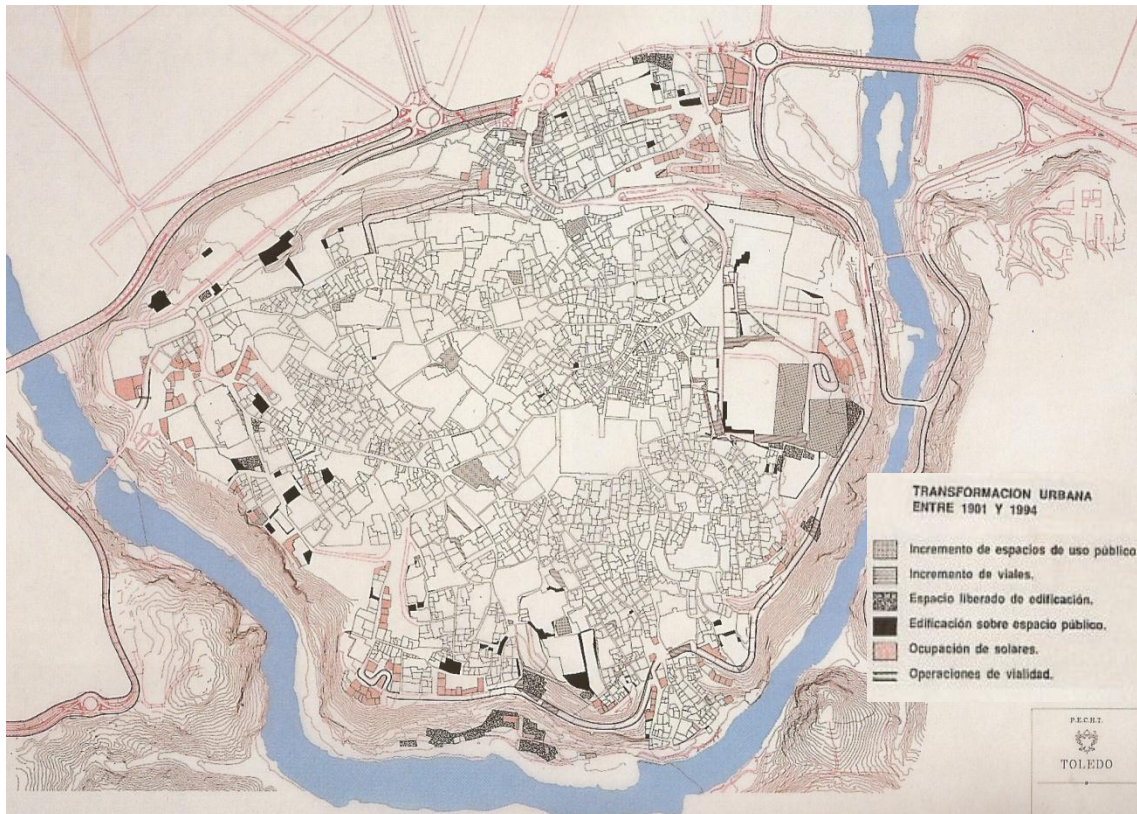 TRANSFORMACION URBANA
ENTRE 1901 Y 1994
Incremento de espacios de uso público
Incremento de viales.
Espacio liberado de edificación.
Edificación sobre espacio público.
Ocupación de solares.
Operaciones de vialidad.
P.E.C.H.T.
TOLEDO